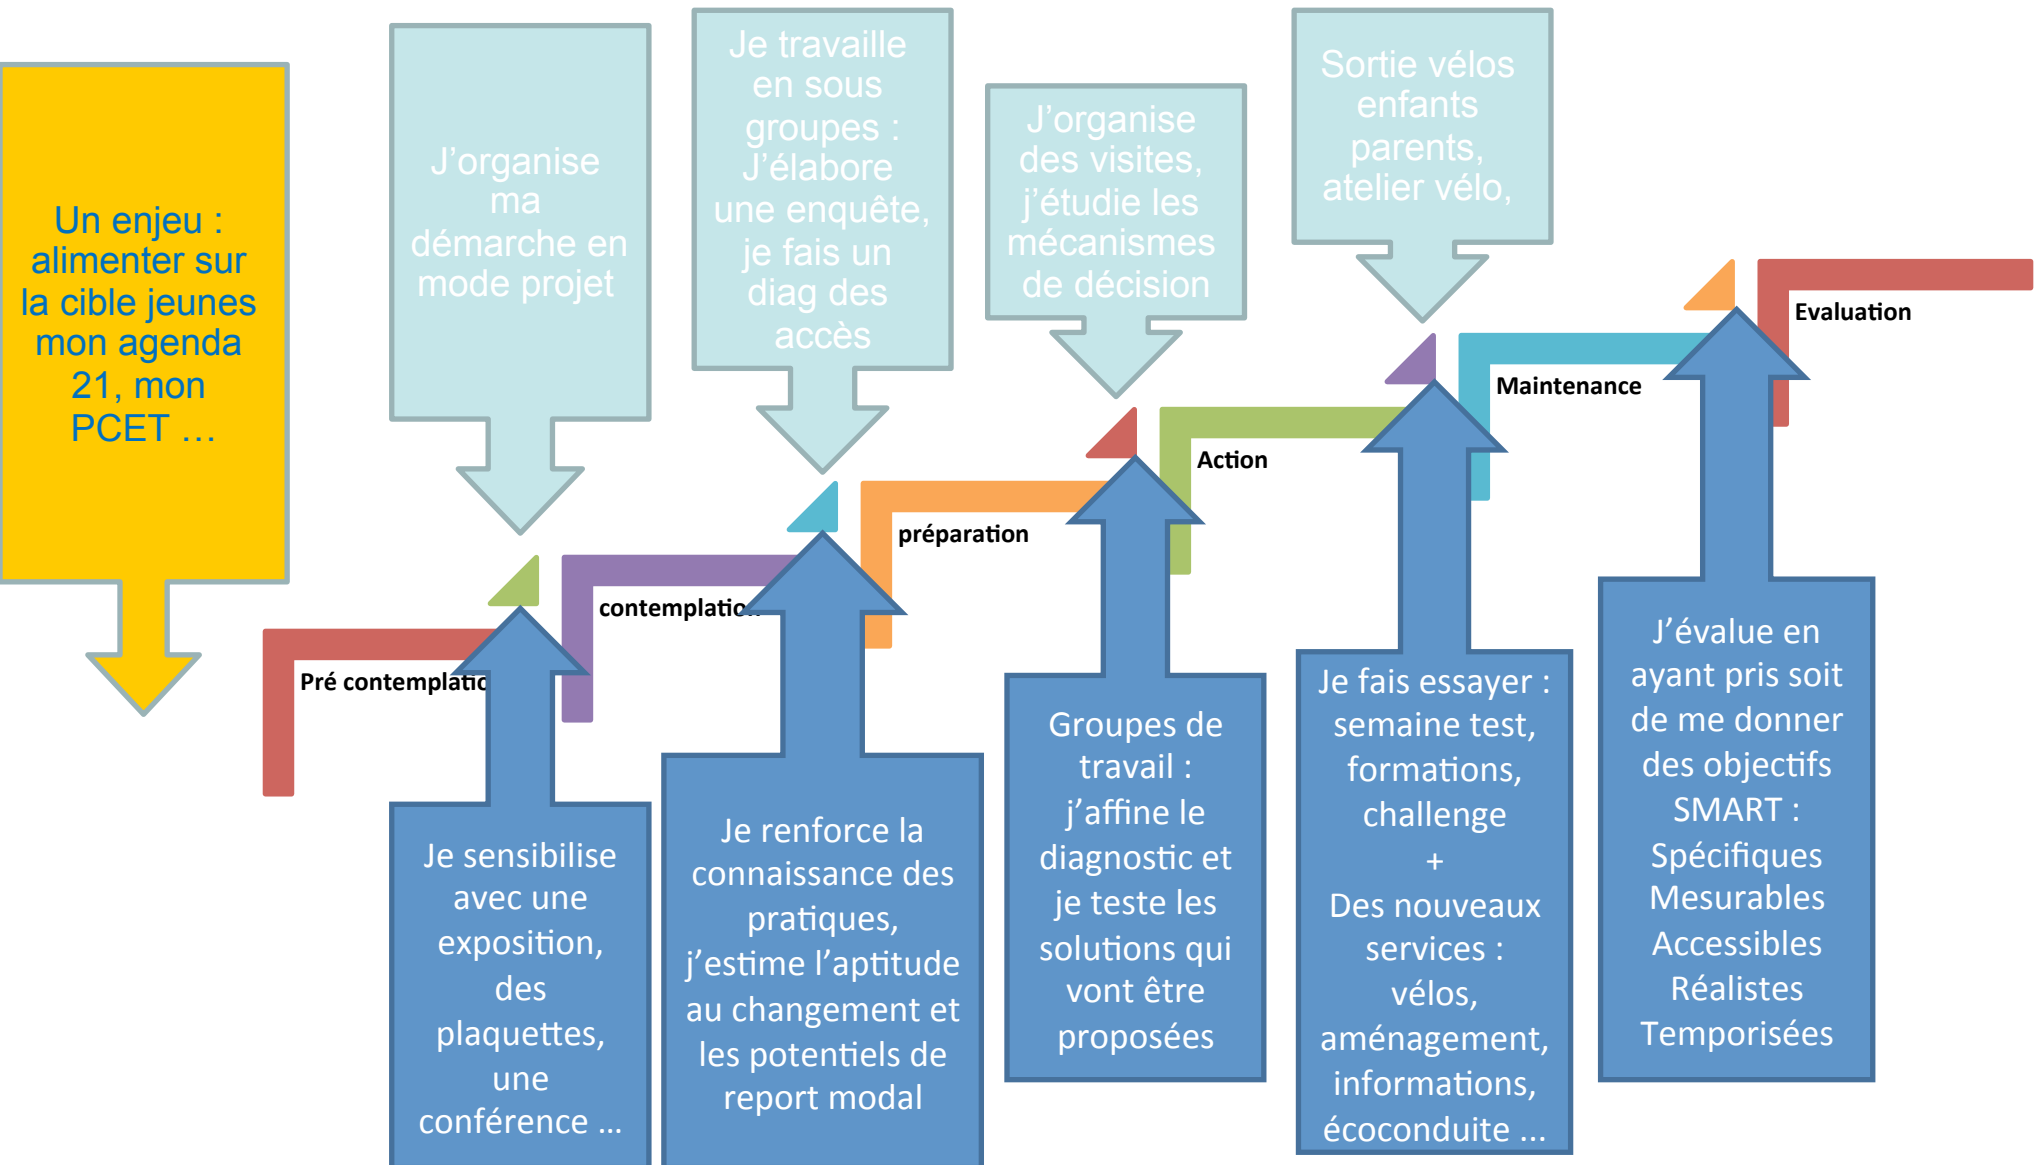 Un enjeu :
alimenter sur
la cible jeunes
mon agenda
21, mon
PCET …
J’organise
ma
démarche en
mode projet
Je travaille
en sous
groupes :
J’élabore
une enquête,
je fais un
diag des
accès
J’organise
des visites,
j’étudie les
mécanismes
de décision
Sortie vélos
enfants
parents,
atelier vélo,
Evaluation
Maintenance
Action
préparation
contemplation
Pré contemplatio
Je sensibilise
avec une
exposition,
des
plaquettes,
une
conférence …
Je renforce la
connaissance des
pratiques,
j’estime l’aptitude
au changement et
les potentiels de
report modal
Groupes de
travail :
j’affine le
diagnostic et
je teste les
solutions qui
vont être
proposées
Je fais essayer :
semaine test,
formations,
challenge
+
Des nouveaux
services :
vélos,
aménagement,
informations,
écoconduite ...
J’évalue en
ayant pris soit
de me donner
des objectifs
SMART :
Spécifiques
Mesurables
Accessibles
Réalistes
Temporisées